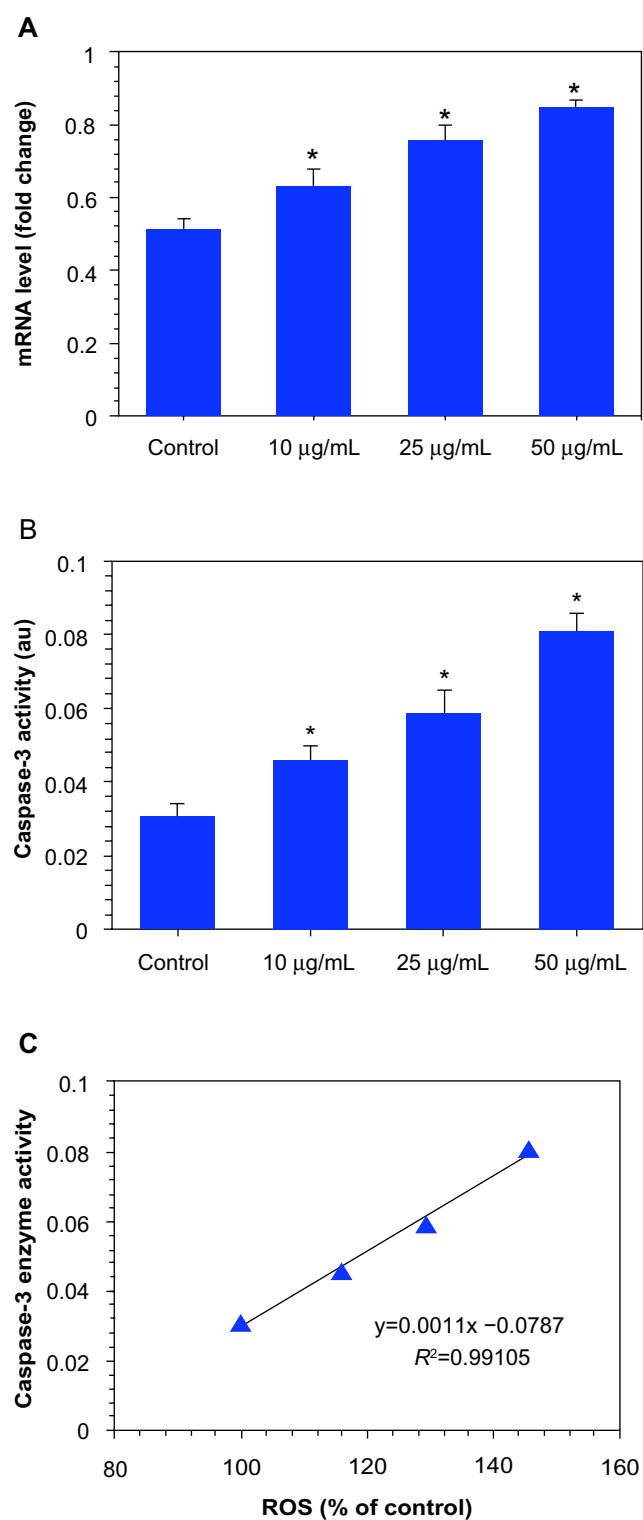 A
mRNA level (fold change)
1
0.8
0.6
0.4
0.2
0
* * *
Control 10 μg/mL 25 μg/mL 50 μg/mL
B
Caspase-3 activity (au)
0.1
0.08
0.06
0.04
0.02
0
* * *
Control 10 μg/mL 25 μg/mL 50 μg/mL
C
Caspase-3 enzyme activity
0.1
0.08
0.06
0.04
0.02
0
y=0.0011x −0.0787
R²=0.99105
80 100 120 140 160
ROS (% of control)